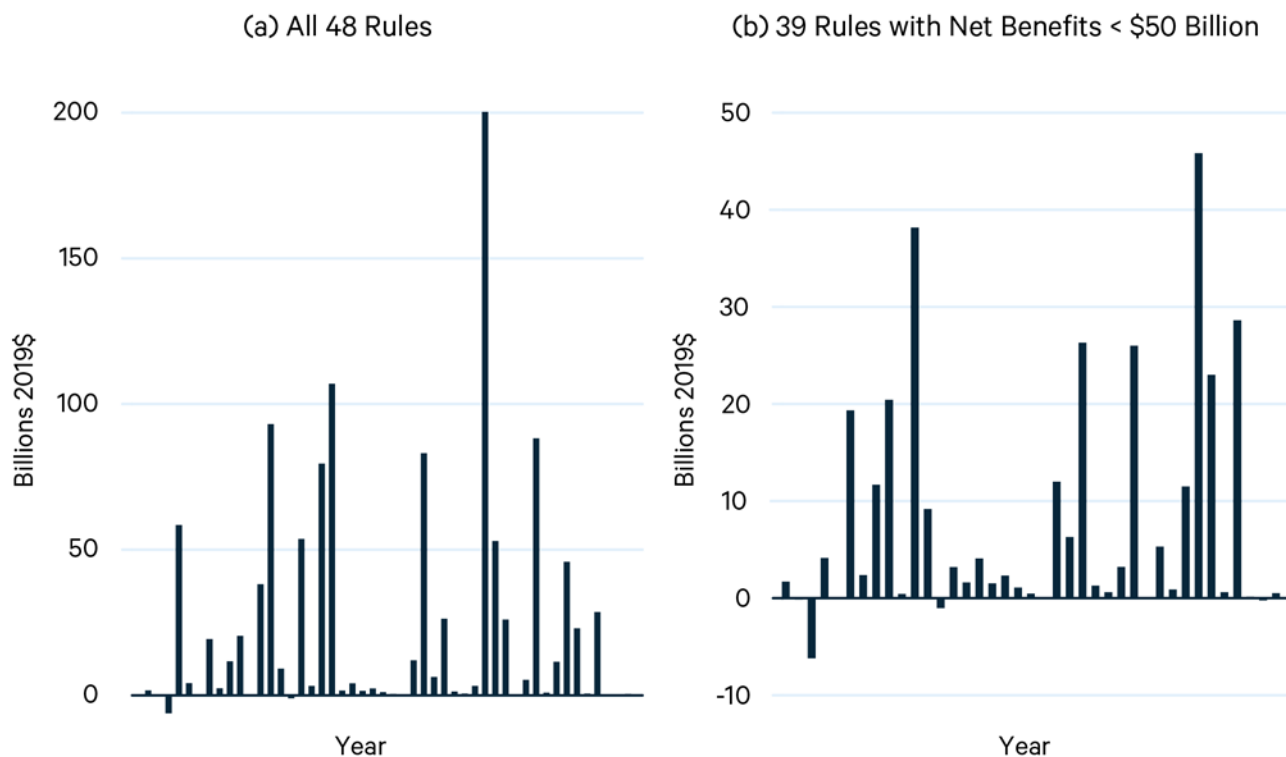 (a) All 48 Rules
200
150
100
50
0
Billions 2019$
Year
(b) 39 Rules with Net Benefits < $50 Billion
50
40
30
20
10
0
-10
Billions 2019$
Year